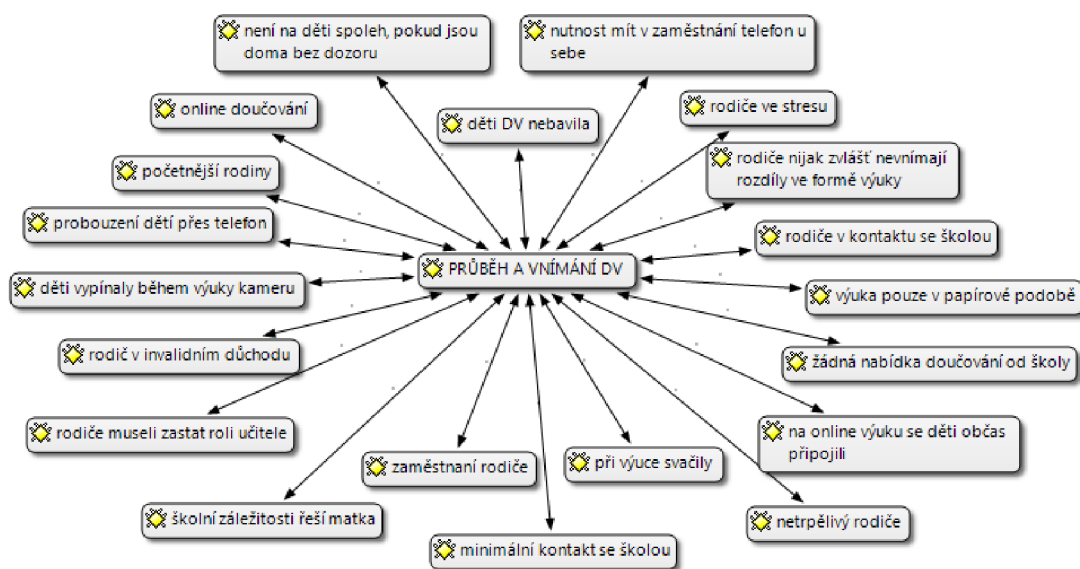 není na děti spoleh, pokud jsou
doma bez dozoru
nutnost mít v zaměstnání telefon u
sebe
online doučování
děti DV nebavila
rodiče ve stresu
početnější rodiny
rodiče nijak zvlášť nevnímají
rozdíly ve formě výuky
probouzení dětí přes telefon
rodiče v kontaktu se školou
PRŮBĚH A VNÍMÁNÍ DV
děti vypínaly během výuky kameru
výuka pouze v papírové podobě
rodič v invalidním důchodu
žádná nabídka doučování od školy
rodiče museli zastat roli učitele
na online výuku se děti občas
připojili
zaměstnaní rodiče
při výuce svačily
školní záležitosti řeší matka
netrpělivý rodiče
minimální kontakt se školou